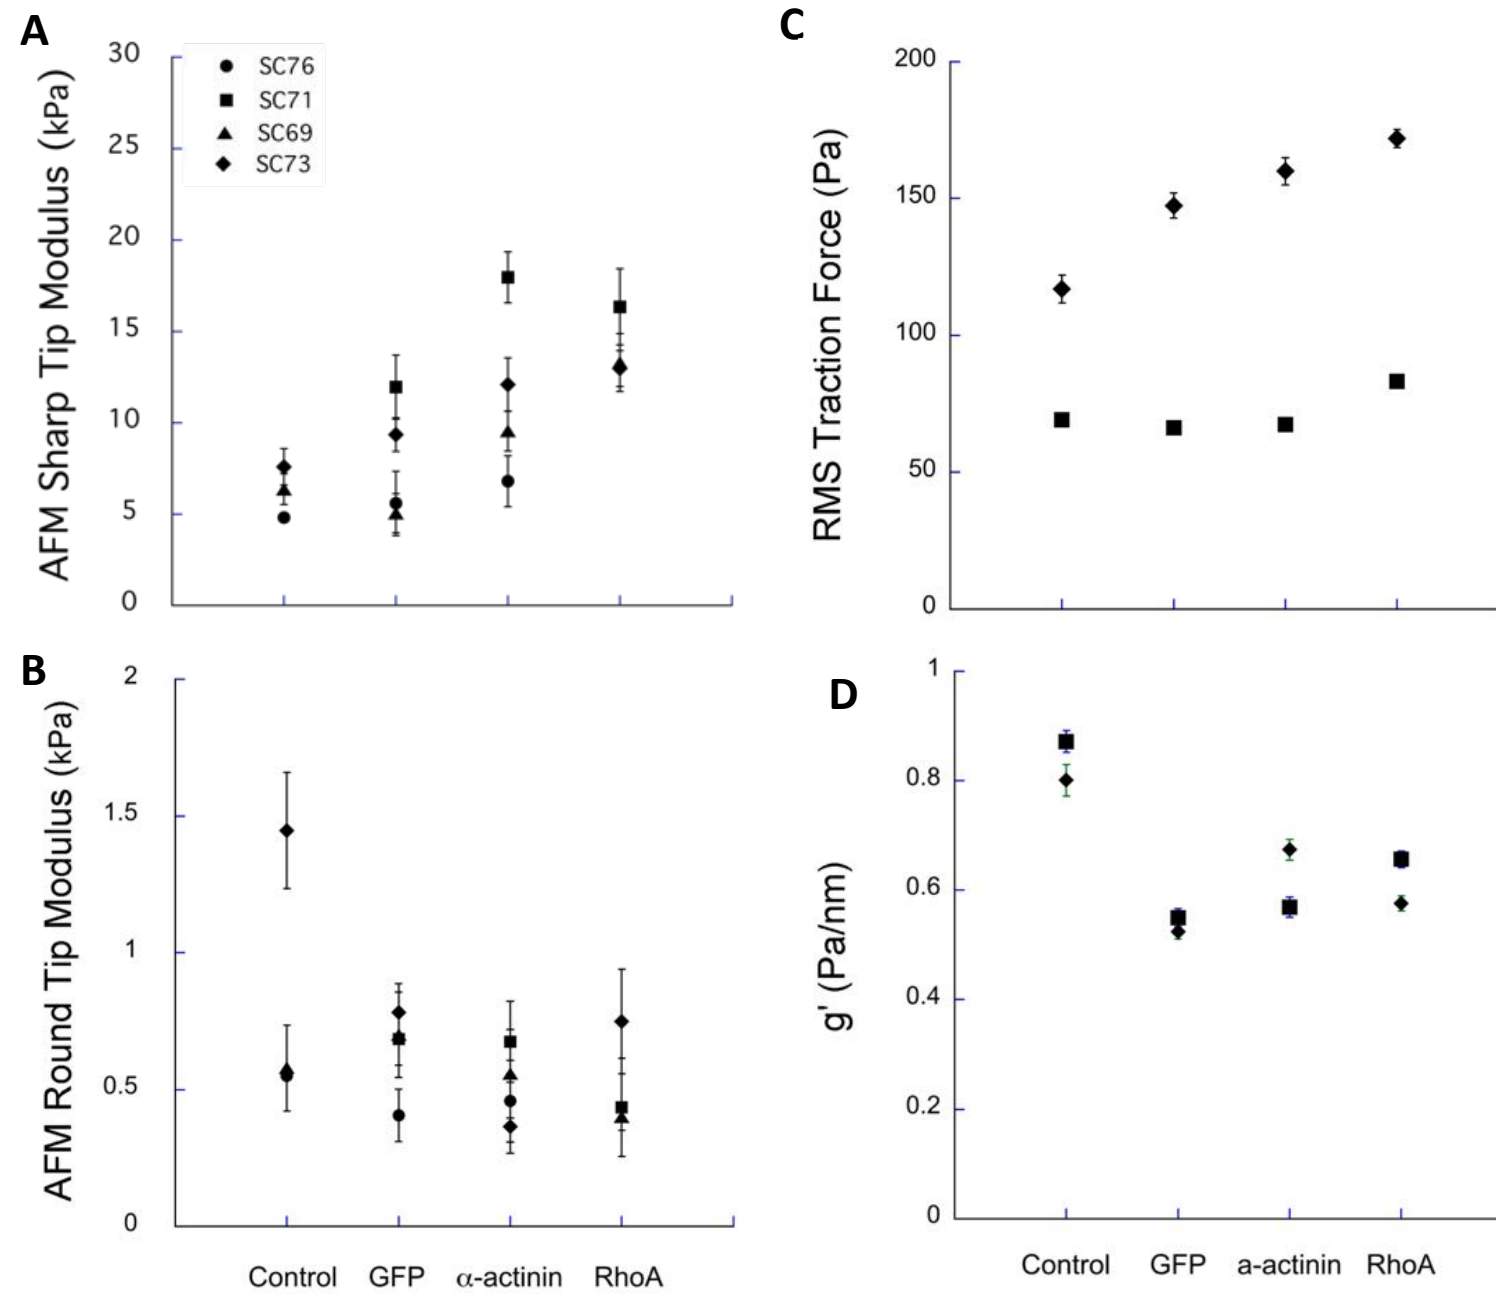 A
AFM Sharp Tip Modulus (kPa)
30
25
20
15
10
5
0
SC76
SC71
SC69
SC73
C
RMS Traction Force (Pa)
200
150
100
50
0
B
AFM Round Tip Modulus (kPa)
2
1.5
1
0.5
0
Control GFP α-actinin RhoA
D
g' (Pa/nm)
1
0.8
0.6
0.4
0.2
0
Control GFP a-actinin RhoA